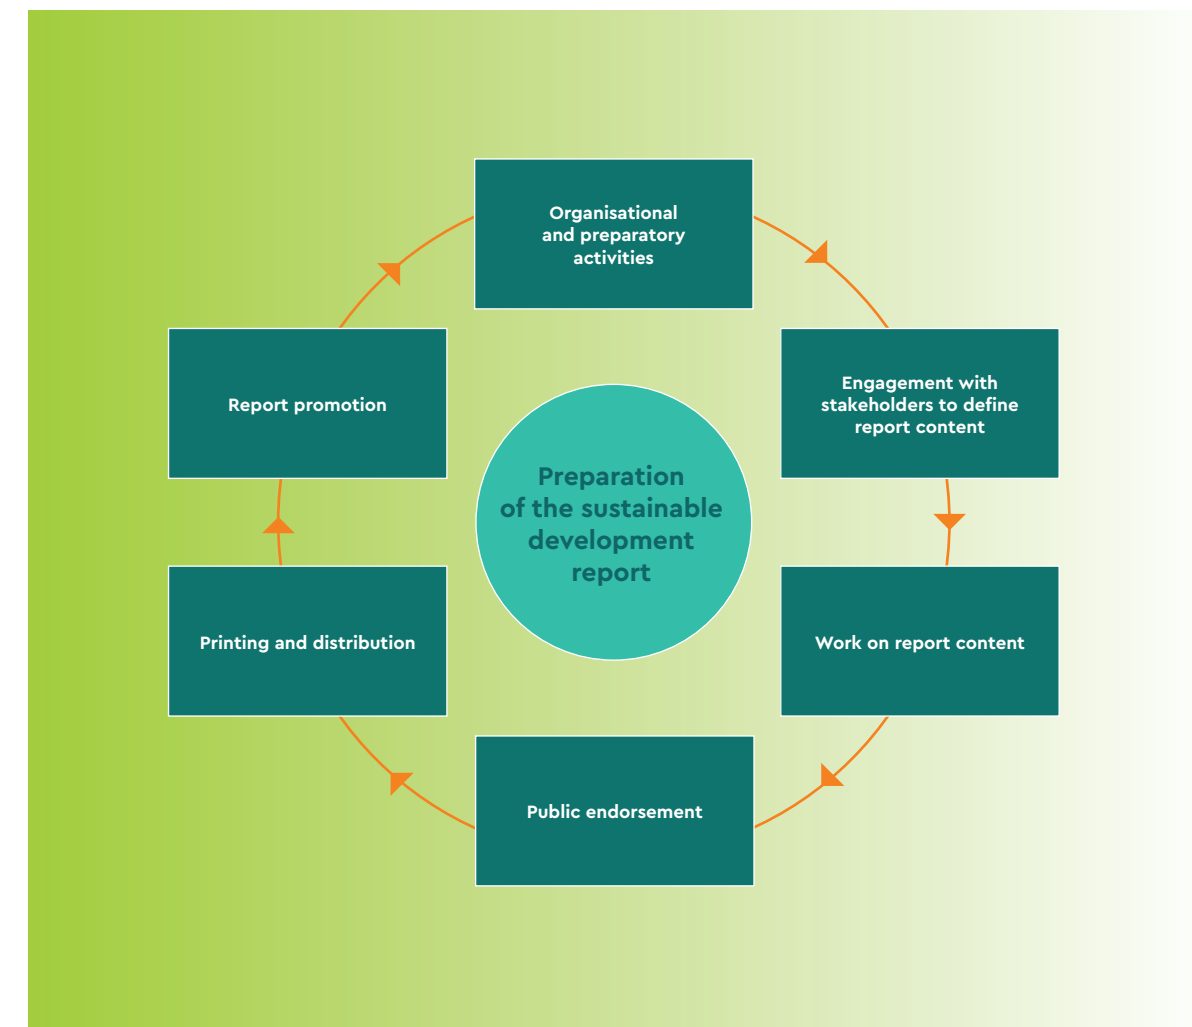 Organisational
and preparatory
activities
Engagement with
stakeholders to define
report content
Work on report content
Public endorsement
Printing and distribution
Report promotion
Preparation
of the sustainable
development
report